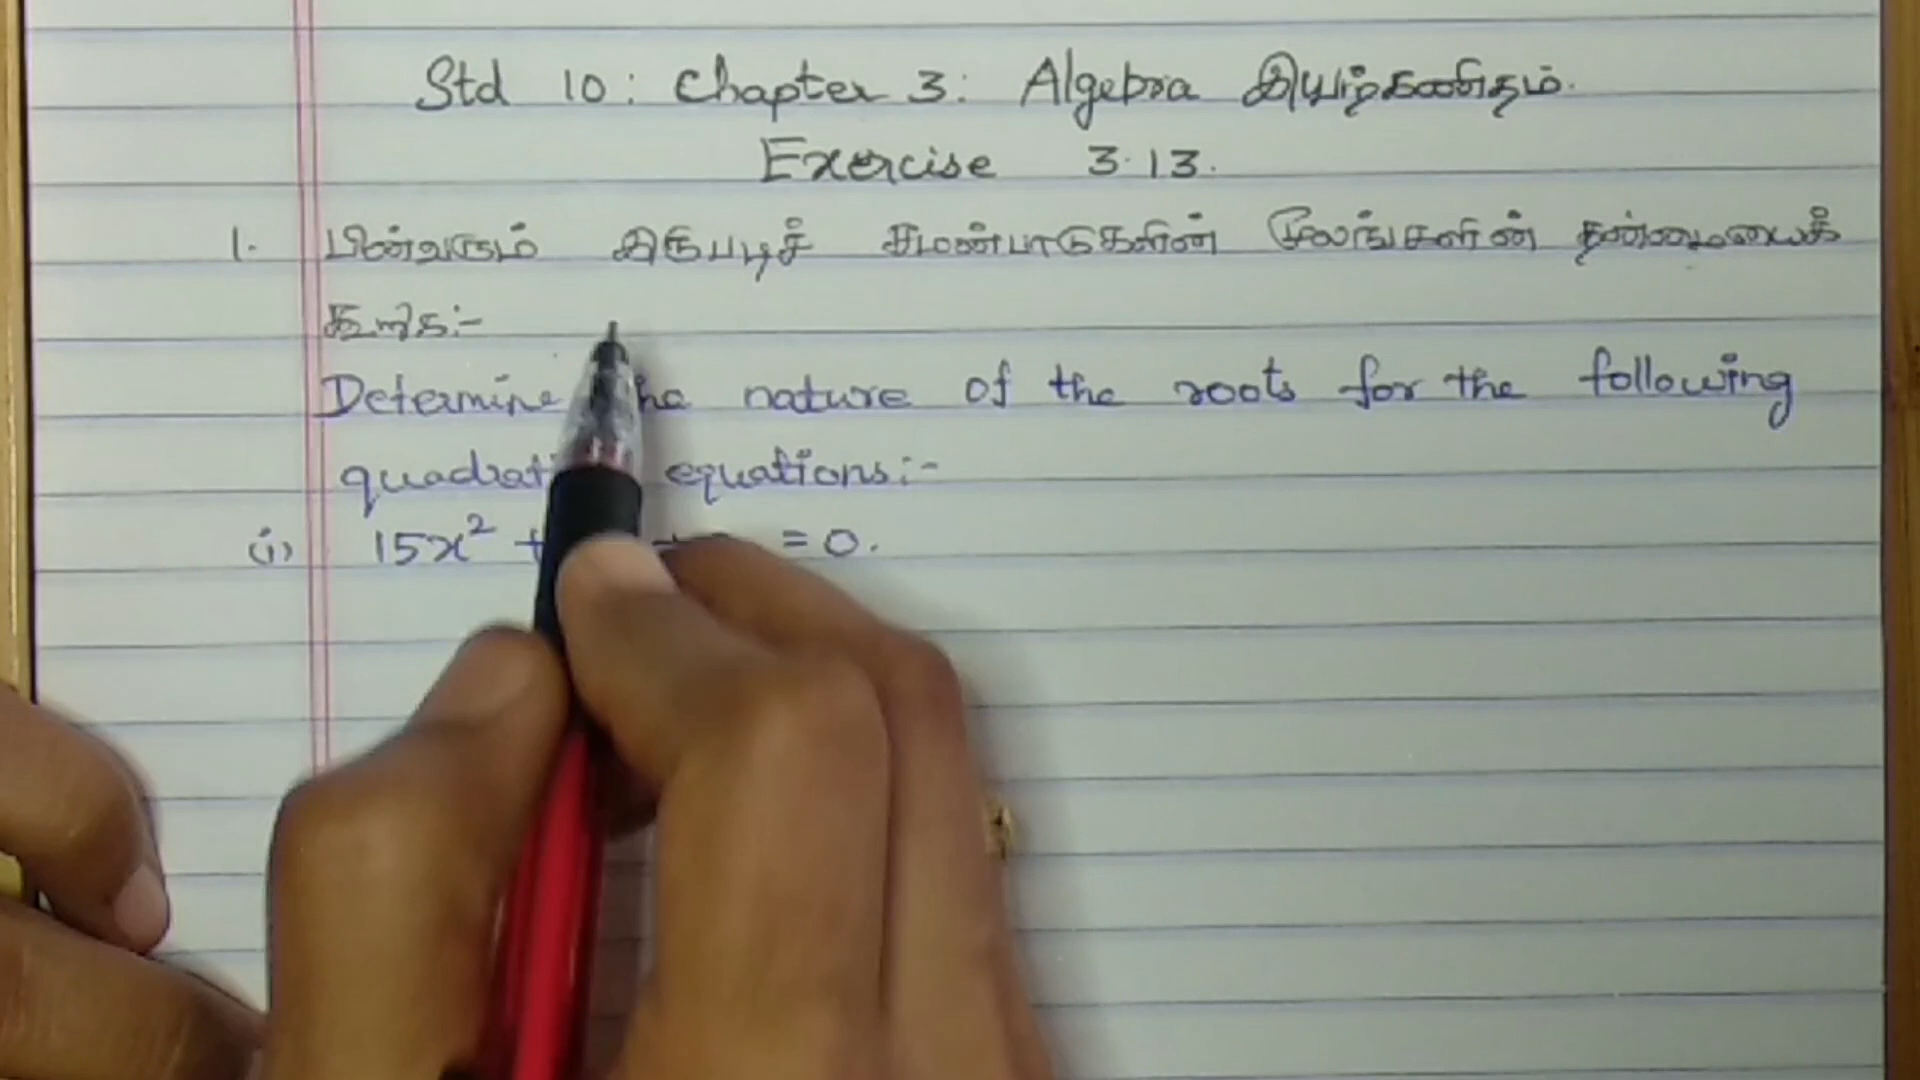 Std 10: Chapter 3: Algebra இயற்கணிதம்.
Exercise 3.13.
1. பின்வரும் இருபடிச் சமன்பாடுகளின் மூலங்களின் தன்மையைக்
கூறுக:-
Determine the nature of the roots for the following
equations:-
(i) 15x² + = 0.